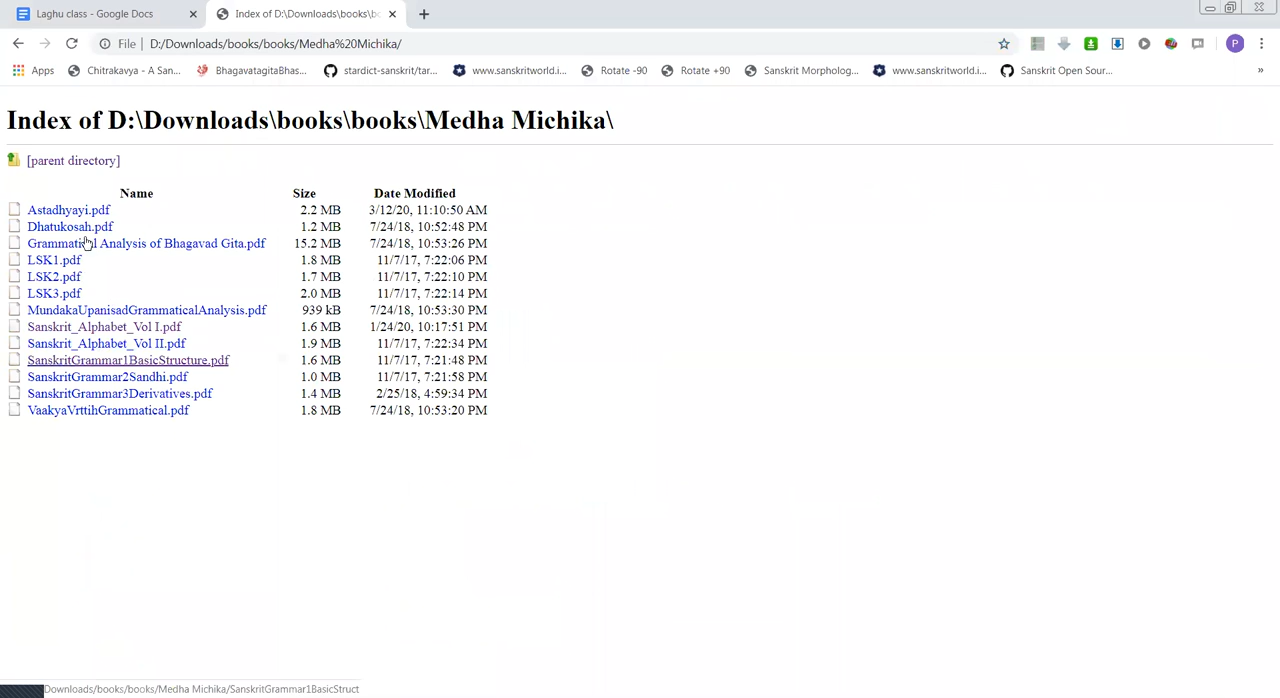 Laghu class - Google Docs
Index of D:\Downloads\books\bo
File | D:/Downloads/books/books/Medha%20Michika/
P
Apps Chitrakavya - A San... BhagavatagitaBhas... stardict-sanskrit/tar... www.sanskritworld.i... Rotate -90 Rotate +90 Sanskrit Morpholog... www.sanskritworld.i... Sanskrit Open Sour... »
Index of D:\Downloads\books\books\Medha Michika\
[parent directory]
Name Size Date Modified
Astadhyayi.pdf 2.2 MB 3/12/20, 11:10:50 AM
Dhatukosah.pdf 1.2 MB 7/24/18, 10:52:48 PM
Grammatical Analysis of Bhagavad Gita.pdf 15.2 MB 7/24/18, 10:53:26 PM
LSK1.pdf 1.8 MB 11/7/17, 7:22:06 PM
LSK2.pdf 1.7 MB 11/7/17, 7:22:10 PM
LSK3.pdf 2.0 MB 11/7/17, 7:22:14 PM
MundakaUpanisadGrammaticalAnalysis.pdf 939 kB 7/24/18, 10:53:30 PM
Sanskrit_Alphabet_Vol I.pdf 1.6 MB 1/24/20, 10:17:51 PM
Sanskrit_Alphabet_Vol II.pdf 1.9 MB 11/7/17, 7:22:34 PM
SanskritGrammar1BasicStructure.pdf 1.6 MB 11/7/17, 7:21:48 PM
SanskritGrammar2Sandhi.pdf 1.0 MB 11/7/17, 7:21:58 PM
SanskritGrammar3Derivatives.pdf 1.4 MB 2/25/18, 4:59:34 PM
VaakyaVrttihGrammatical.pdf 1.8 MB 7/24/18, 10:53:20 PM
Downloads/books/books/Medha Michika/SanskritGrammar1BasicStruct